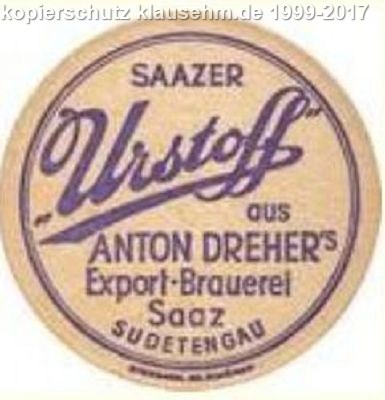 kopierschutz klausehm.de 1999-2017
SAAZER
„Urstoff"
aus
ANTON DREHER's
Export-Brauerei
Saaz
SUDETENGAU